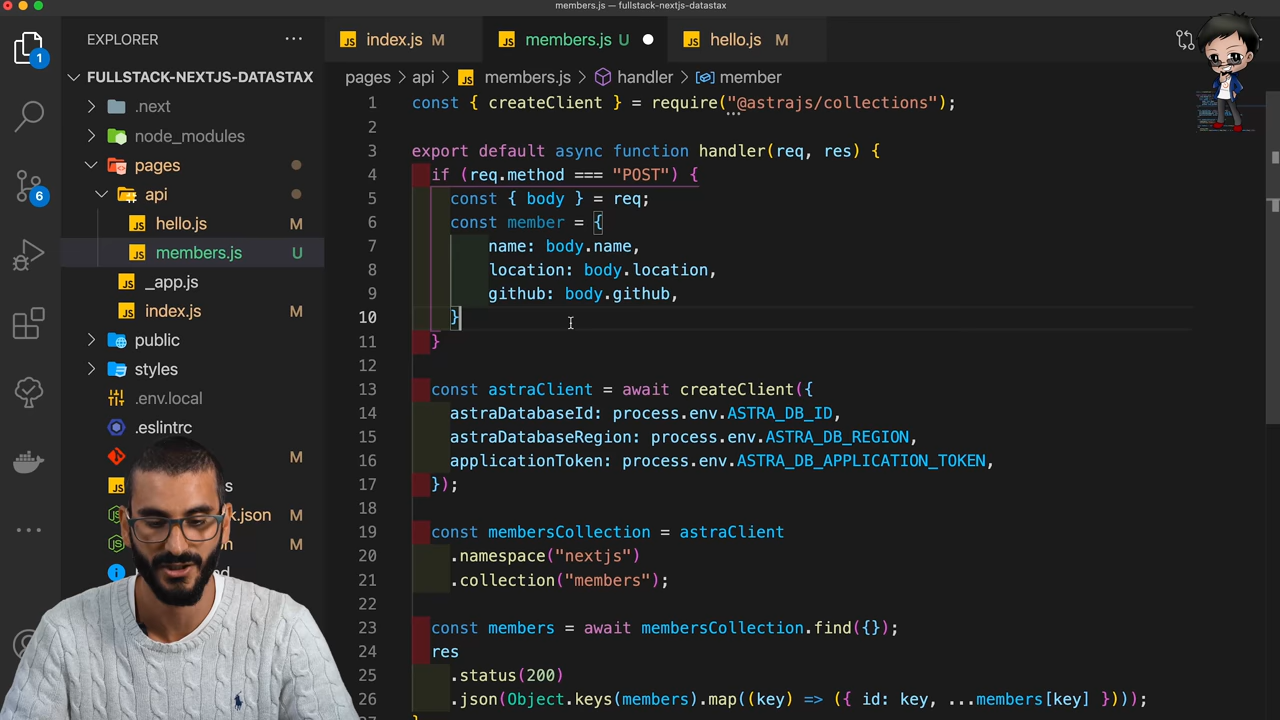 members.js — fullstack-nextjs-datastax
EXPLORER
index.js M
members.js U
hello.js M
1
FULLSTACK-NEXTJS-DATASTAX
pages > api > members.js > handler > member
.next
node_modules
pages
api
hello.js M
6
members.js U
_app.js
index.js M
public
styles
.env.local
.eslintrc
M
s
k.json M
M
1 const { createClient } = require("@astrajs/collections");
2
3 export default async function handler(req, res) {
4 if (req.method === "POST") {
5 const { body } = req;
6 const member = {
7 name: body.name,
8 location: body.location,
9 github: body.github,
10 }
11 }
12
13 const astraClient = await createClient({
14 astraDatabaseId: process.env.ASTRA_DB_ID,
15 astraDatabaseRegion: process.env.ASTRA_DB_REGION,
16 applicationToken: process.env.ASTRA_DB_APPLICATION_TOKEN,
17 });
18
19 const membersCollection = astraClient
20 .namespace("nextjs")
21 .collection("members");
22
23 const members = await membersCollection.find({});
24 res
25 .status(200)
26 .json(Object.keys(members).map((key) => ({ id: key, ...members[key] })));